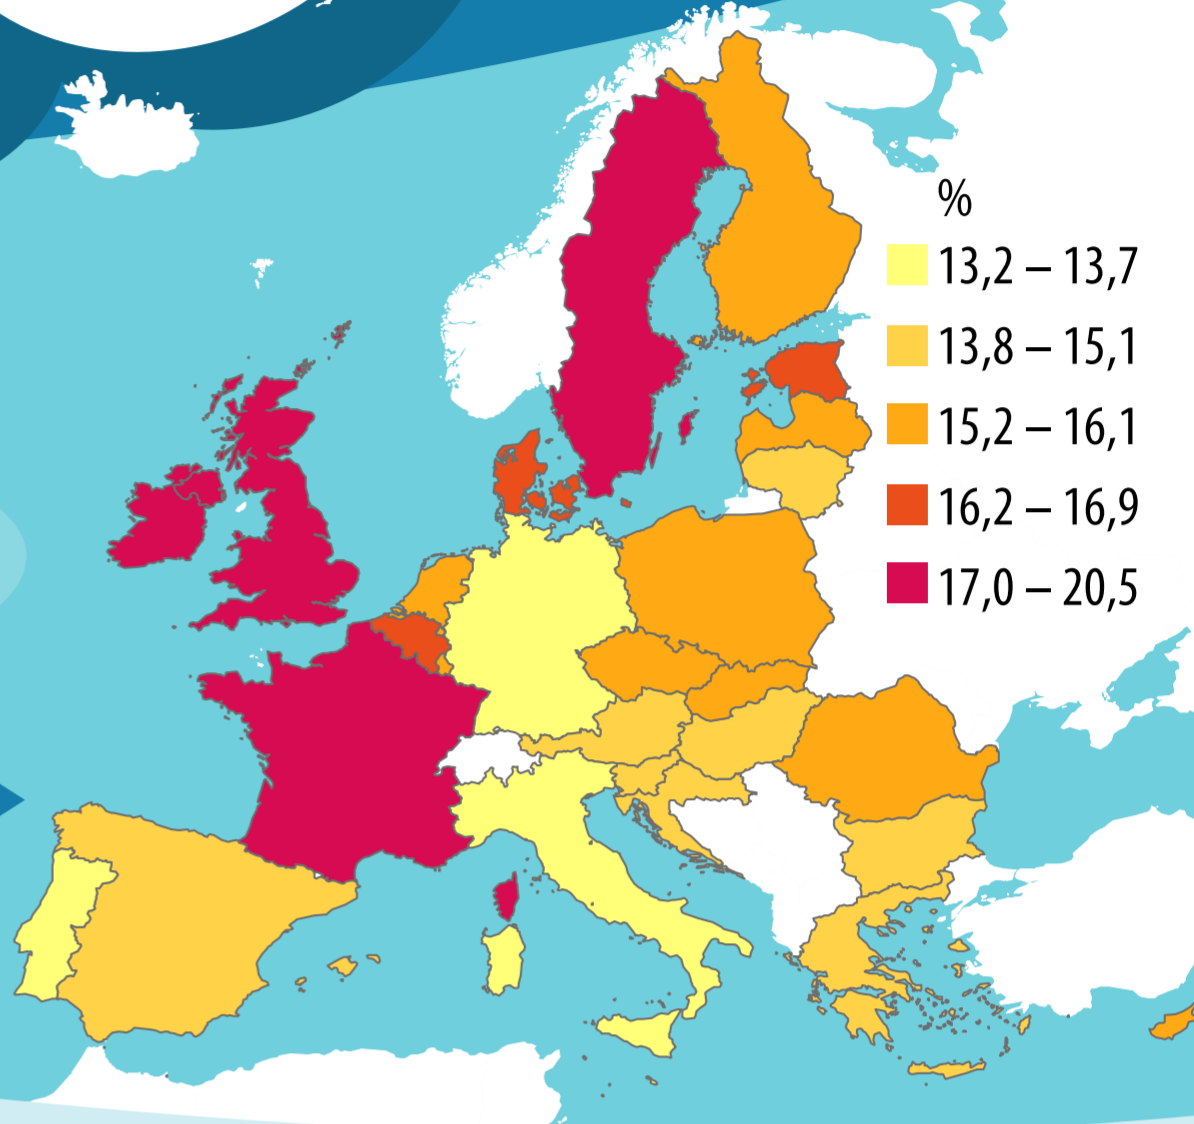 %
13,2 – 13,7
13,8 – 15,1
15,2 – 16,1
16,2 – 16,9
17,0 – 20,5